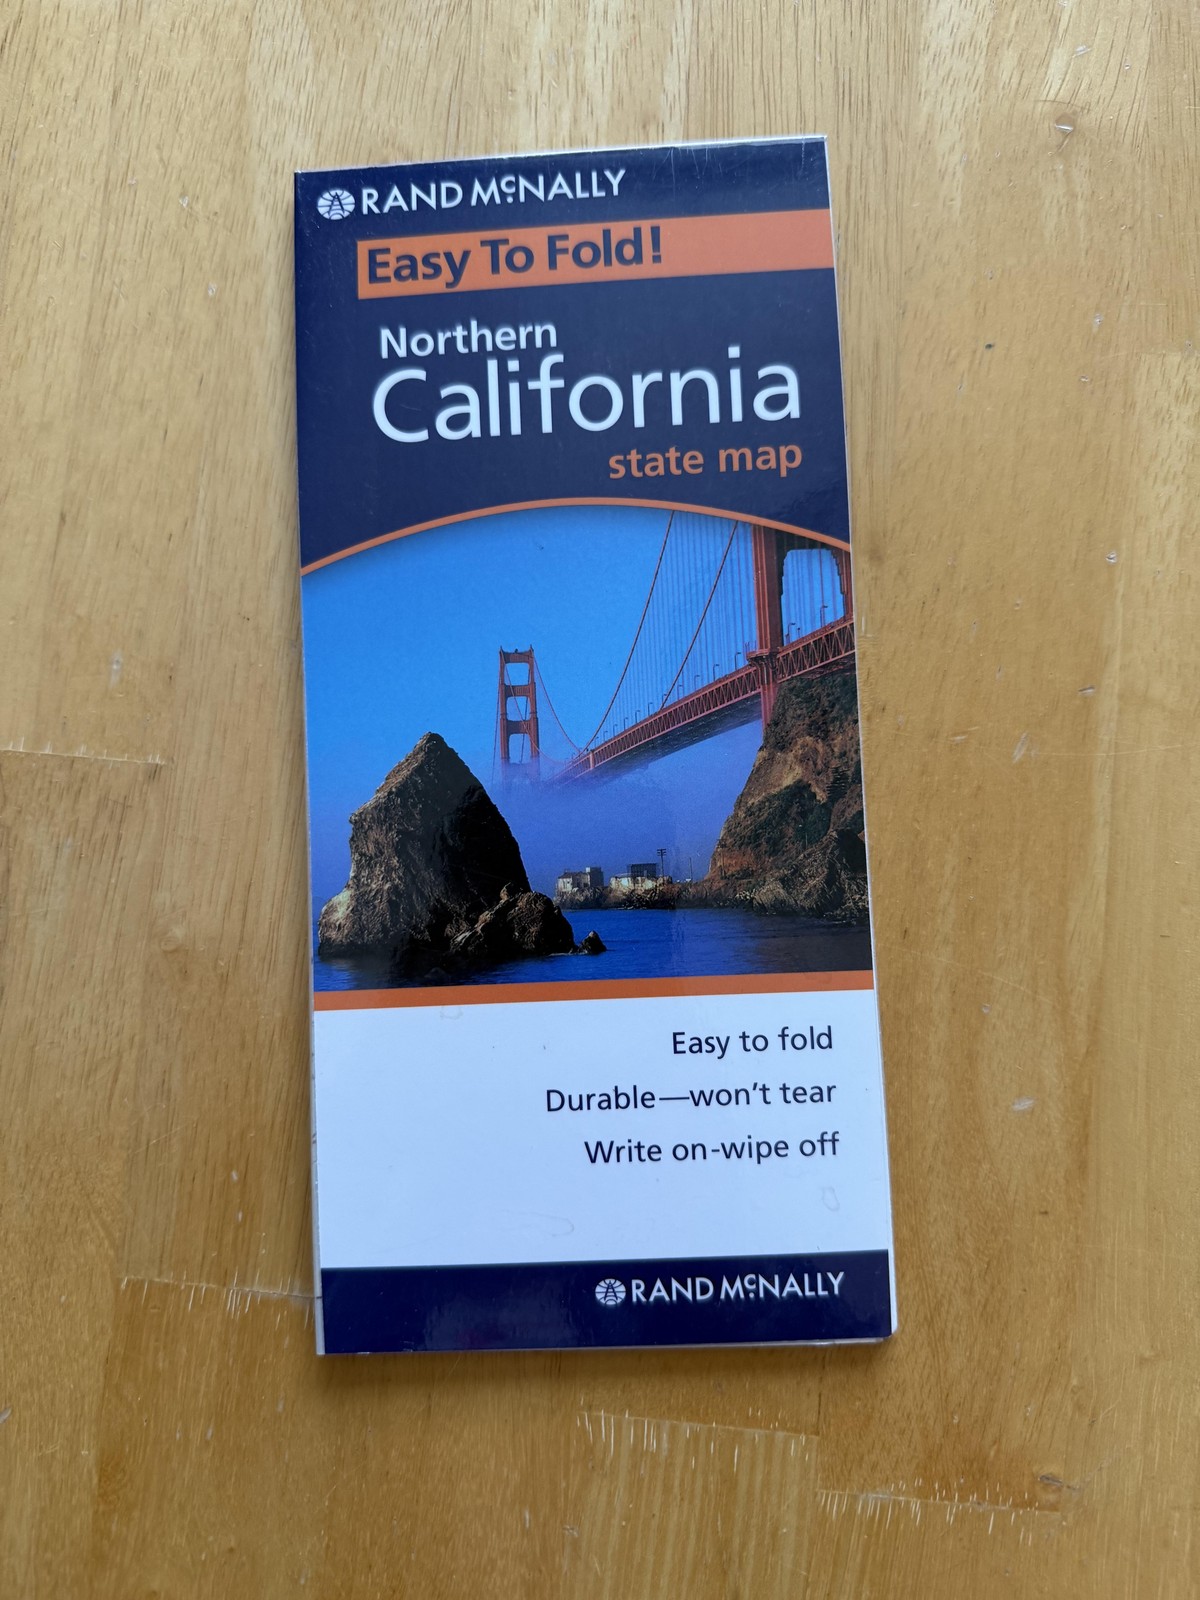 RAND McNALLY
Easy To Fold!
Northern
California
state map
Easy to fold
Durable—won't tear
Write on-wipe off
RAND McNALLY